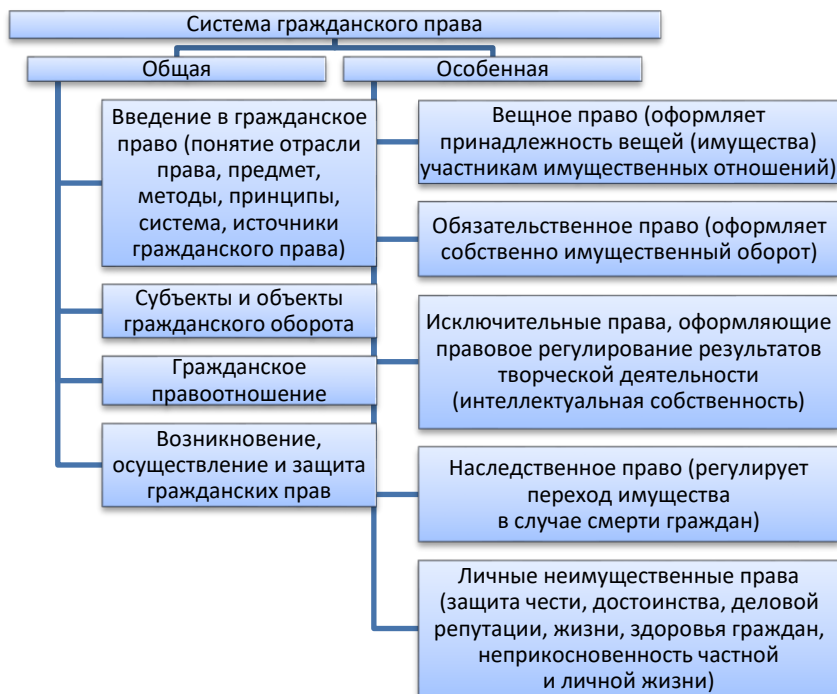 Система гражданского права
Общая
Введение в гражданское
право (понятие отрасли
права, предмет,
методы, принципы,
система, источники
гражданского права)
Субъекты и объекты
гражданского оборота
Гражданское
правоотношение
Возникновение,
осуществление и защита
гражданских прав
Особенная
Вещное право (оформляет
принадлежность вещей (имущества)
участникам имущественных отношений)
Обязательственное право (оформляет
собственно имущественный оборот)
Исключительные права, оформляющие
правовое регулирование результатов
творческой деятельности
(интеллектуальная собственность)
Наследственное право (регулирует
переход имущества
в случае смерти граждан)
Личные неимущественные права
(защита чести, достоинства, деловой
репутации, жизни, здоровья граждан,
неприкосновенность частной
и личной жизни)